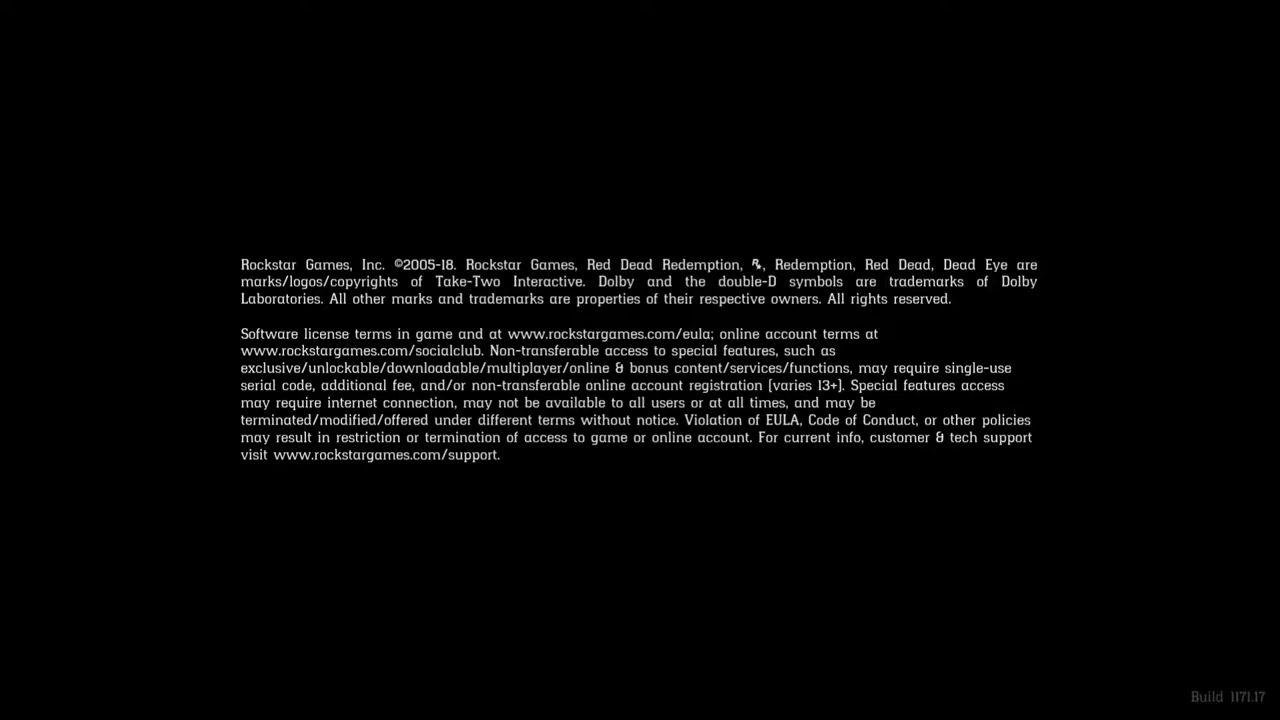 Rockstar Games, Inc. ©2005-18. Rockstar Games, Red Dead Redemption, , Redemption, Red Dead, Dead Eye are
marks/logos/copyrights of Take-Two Interactive. Dolby and the double-D symbols are trademarks of Dolby
Laboratories. All other marks and trademarks are properties of their respective owners. All rights reserved.
Software license terms in game and at www.rockstargames.com/eula; online account terms at
www.rockstargames.com/socialclub. Non-transferable access to special features, such as
exclusive/unlockable/downloadable/multiplayer/online & bonus content/services/functions, may require single-use
serial code, additional fee, and/or non-transferable online account registration (varies 13+). Special features access
may require internet connection, may not be available to all users or at all times, and may be
terminated/modified/offered under different terms without notice. Violation of EULA, Code of Conduct, or other policies
may result in restriction or termination of access to game or online account. For current info, customer & tech support
visit www.rockstargames.com/support.
Build 1171.17